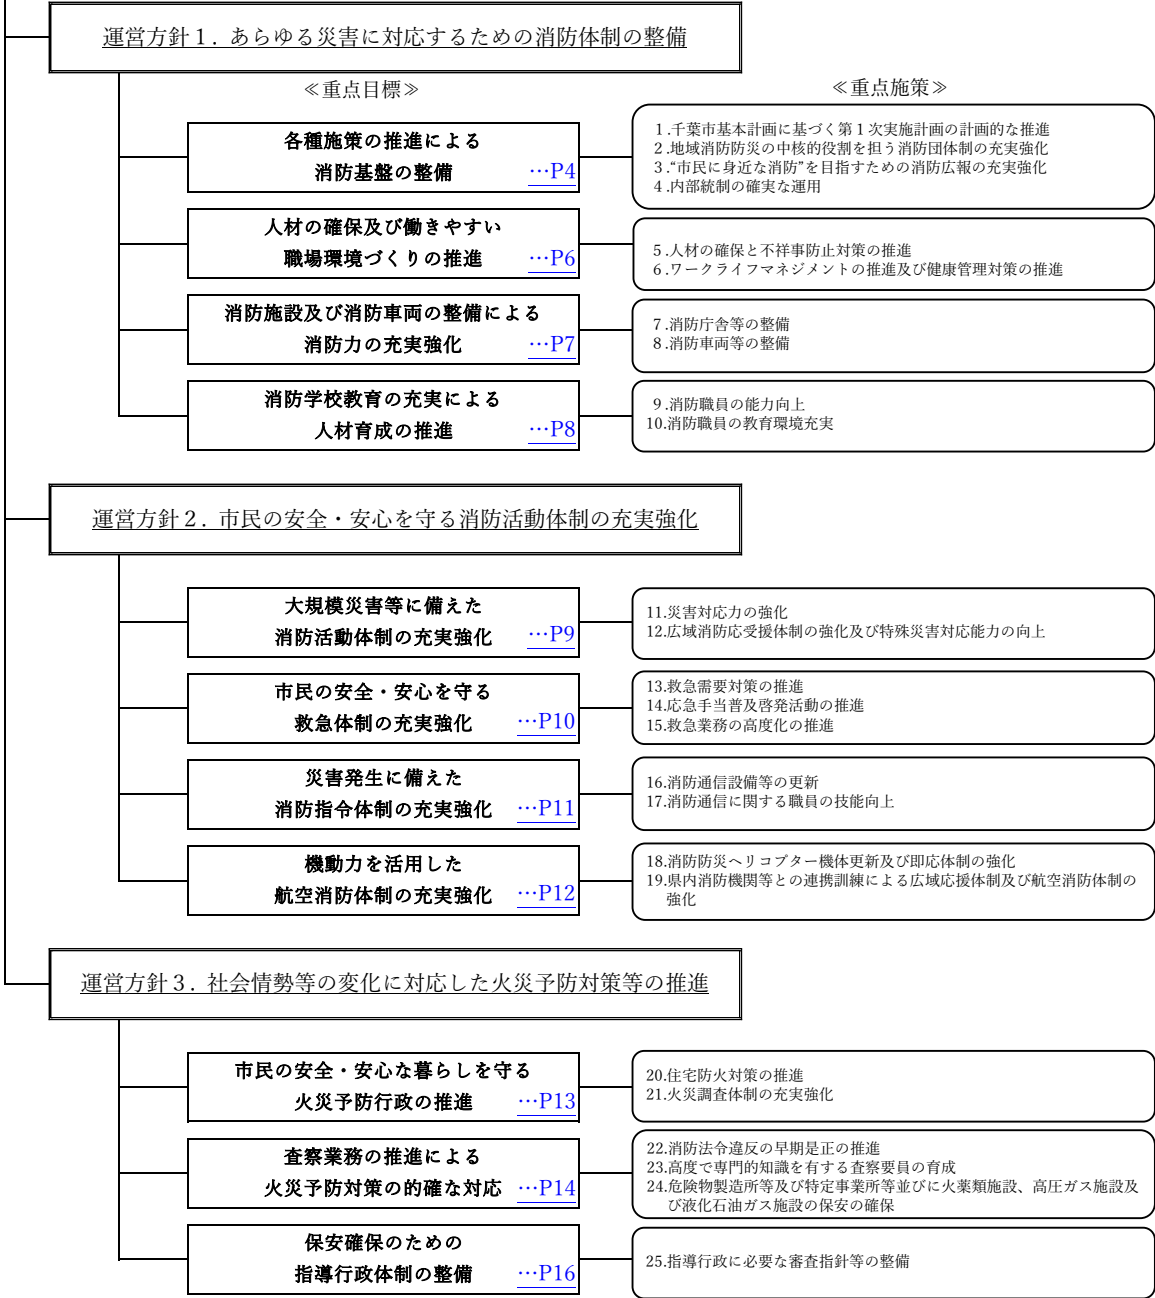 運営方針１．あらゆる災害に対応するための消防体制の整備
≪重点目標≫
≪重点施策≫
各種施策の推進による
消防基盤の整備 …P4
１.千葉市基本計画に基づく第１次実施計画の計画的な推進
２.地域消防防災の中核的役割を担う消防団体制の充実強化
３.“市民に身近な消防”を目指すための消防広報の充実強化
４.内部統制の確実な運用
人材の確保及び働きやすい
職場環境づくりの推進 …P6
５.人材の確保と不祥事防止対策の推進
６.ワークライフマネジメントの推進及び健康管理対策の推進
消防施設及び消防車両の整備による
消防力の充実強化 …P7
７.消防庁舎等の整備
８.消防車両等の整備
消防学校教育の充実による
人材育成の推進 …P8
９.消防職員の能力向上
10.消防職員の教育環境充実
運営方針２．市民の安全・安心を守る消防活動体制の充実強化
大規模災害等に備えた
消防活動体制の充実強化 …P9
11.災害対応力の強化
12.広域消防応受援体制の強化及び特殊災害対応能力の向上
市民の安全・安心を守る
救急体制の充実強化 …P10
13.救急需要対策の推進
14.応急手当普及啓発活動の推進
15.救急業務の高度化の推進
災害発生に備えた
消防指令体制の充実強化 …P11
16.消防通信設備等の更新
17.消防通信に関する職員の技能向上
機動力を活用した
航空消防体制の充実強化 …P12
18.消防防災ヘリコプター機体更新及び即応体制の強化
19.県内消防機関等との連携訓練による広域応援体制及び航空消防体制の
強化
運営方針３．社会情勢等の変化に対応した火災予防対策等の推進
市民の安全・安心な暮らしを守る
火災予防行政の推進 …P13
20.住宅防火対策の推進
21.火災調査体制の充実強化
査察業務の推進による
火災予防対策の的確な対応 …P14
22.消防法令違反の早期是正の推進
23.高度で専門的知識を有する査察要員の育成
24.危険物製造所等及び特定事業所等並びに火薬類施設、高圧ガス施設及
び液化石油ガス施設の保安の確保
保安確保のための
指導行政体制の整備 …P16
25.指導行政に必要な審査指針等の整備